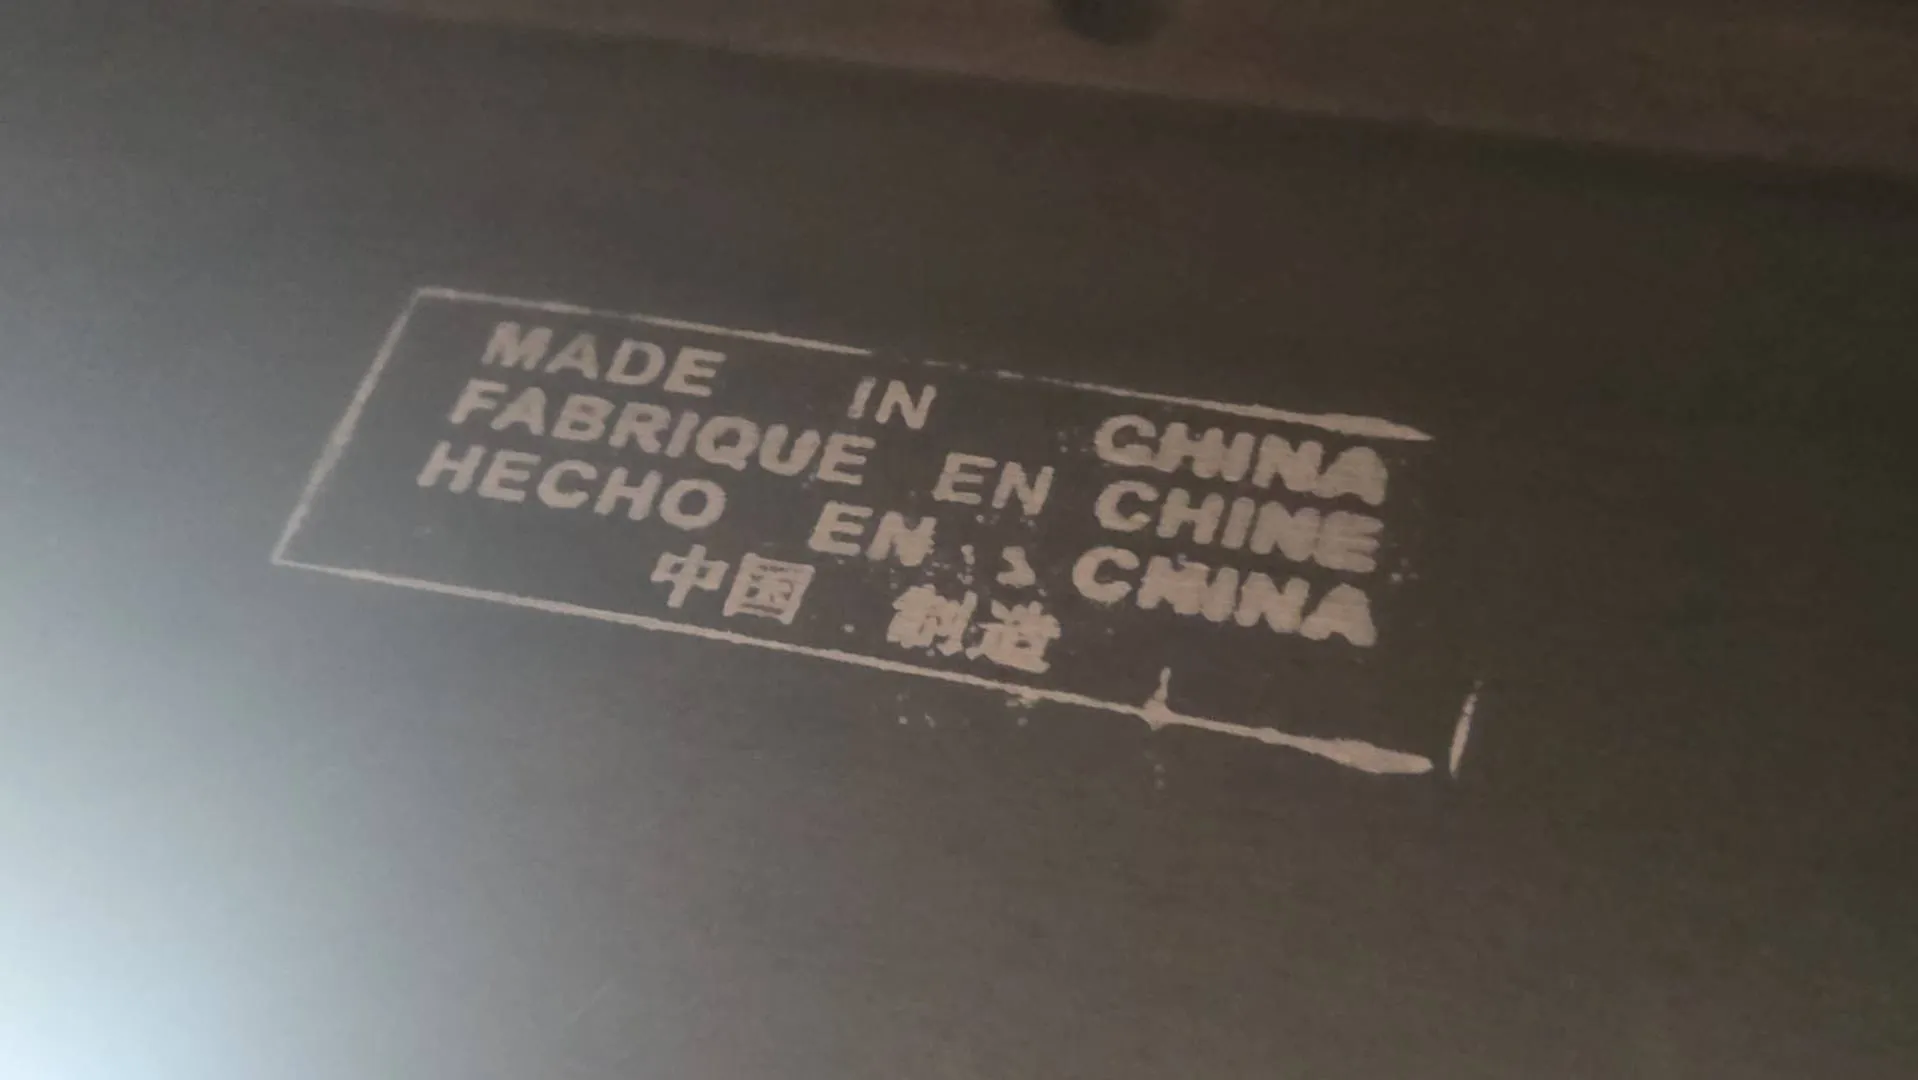 MADE IN CHINA
FABRIQUE EN CHINE
HECHO EN CHINA
中国 制造